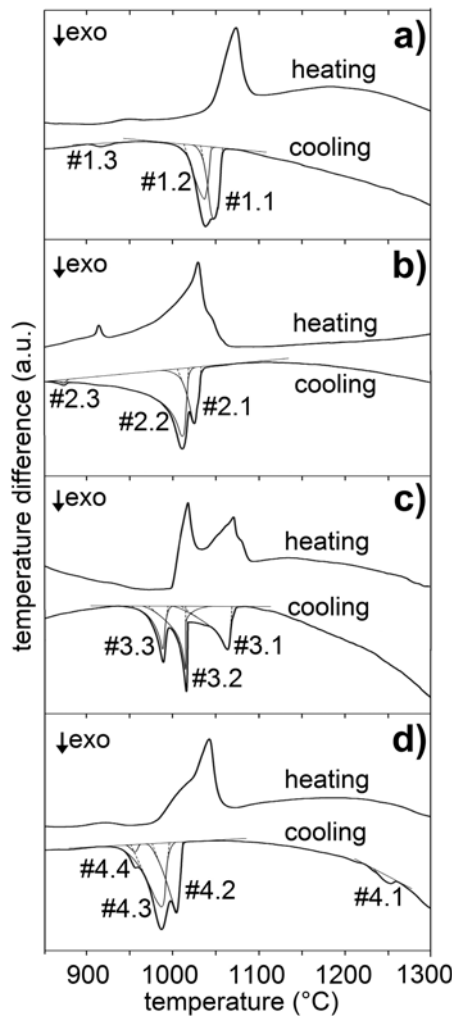 ↓exo
a)
heating
cooling
#1.3
#1.2
#1.1
↓exo
b)
heating
cooling
#2.3
#2.2
#2.1
↓exo
c)
heating
cooling
#3.3
#3.2
#3.1
↓exo
d)
heating
cooling
#4.4
#4.3
#4.2
#4.1
temperature difference (a.u.)
900 1000 1100 1200 1300
temperature (°C)